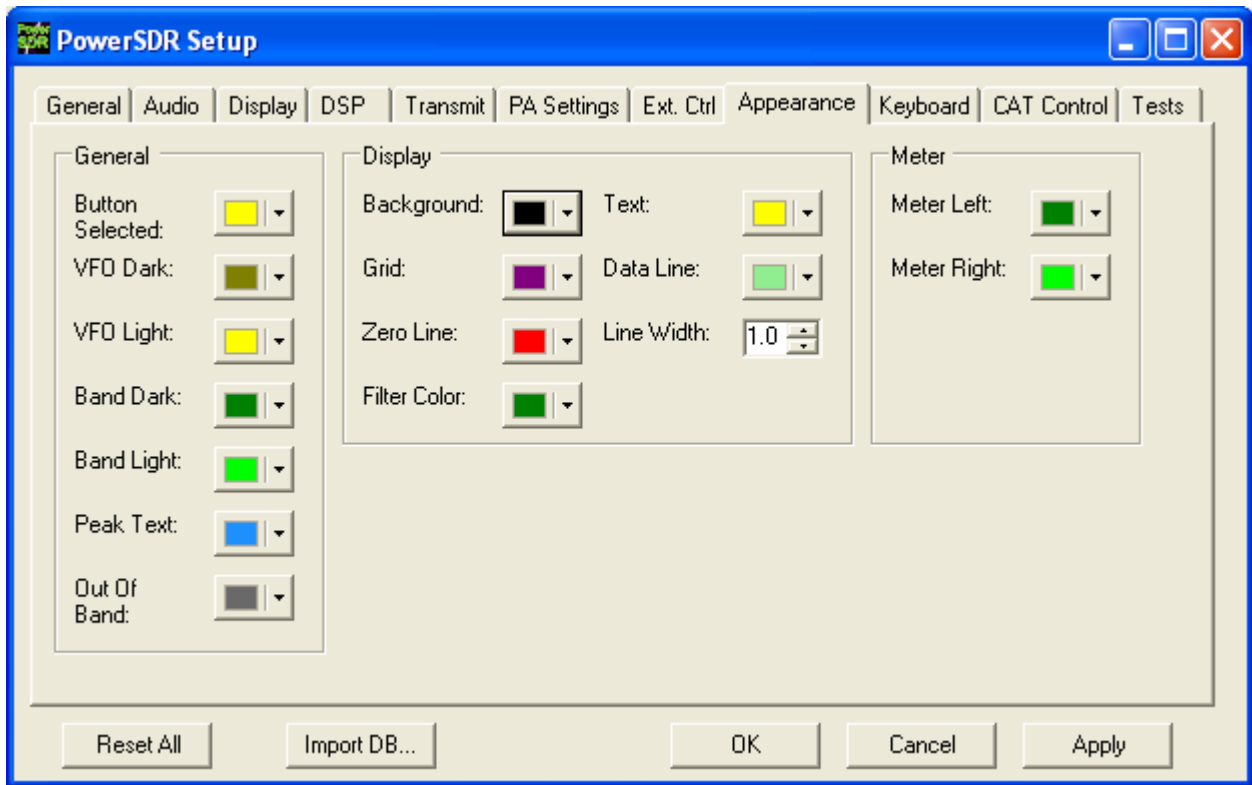 Power SDR
PowerSDR Setup
General Audio Display DSP Transmit PA Settings Ext. Ctrl Appearance Keyboard CAT Control Tests
General
Button
Selected:
VFO Dark:
VFO Light:
Band Dark:
Band Light:
Peak Text:
Out Of
Band:
Display
Background:
Text:
Grid:
Data Line:
Zero Line:
Line Width:
1.0
Filter Color:
Meter
Meter Left:
Meter Right:
Reset All
Import DB...
OK
Cancel
Apply